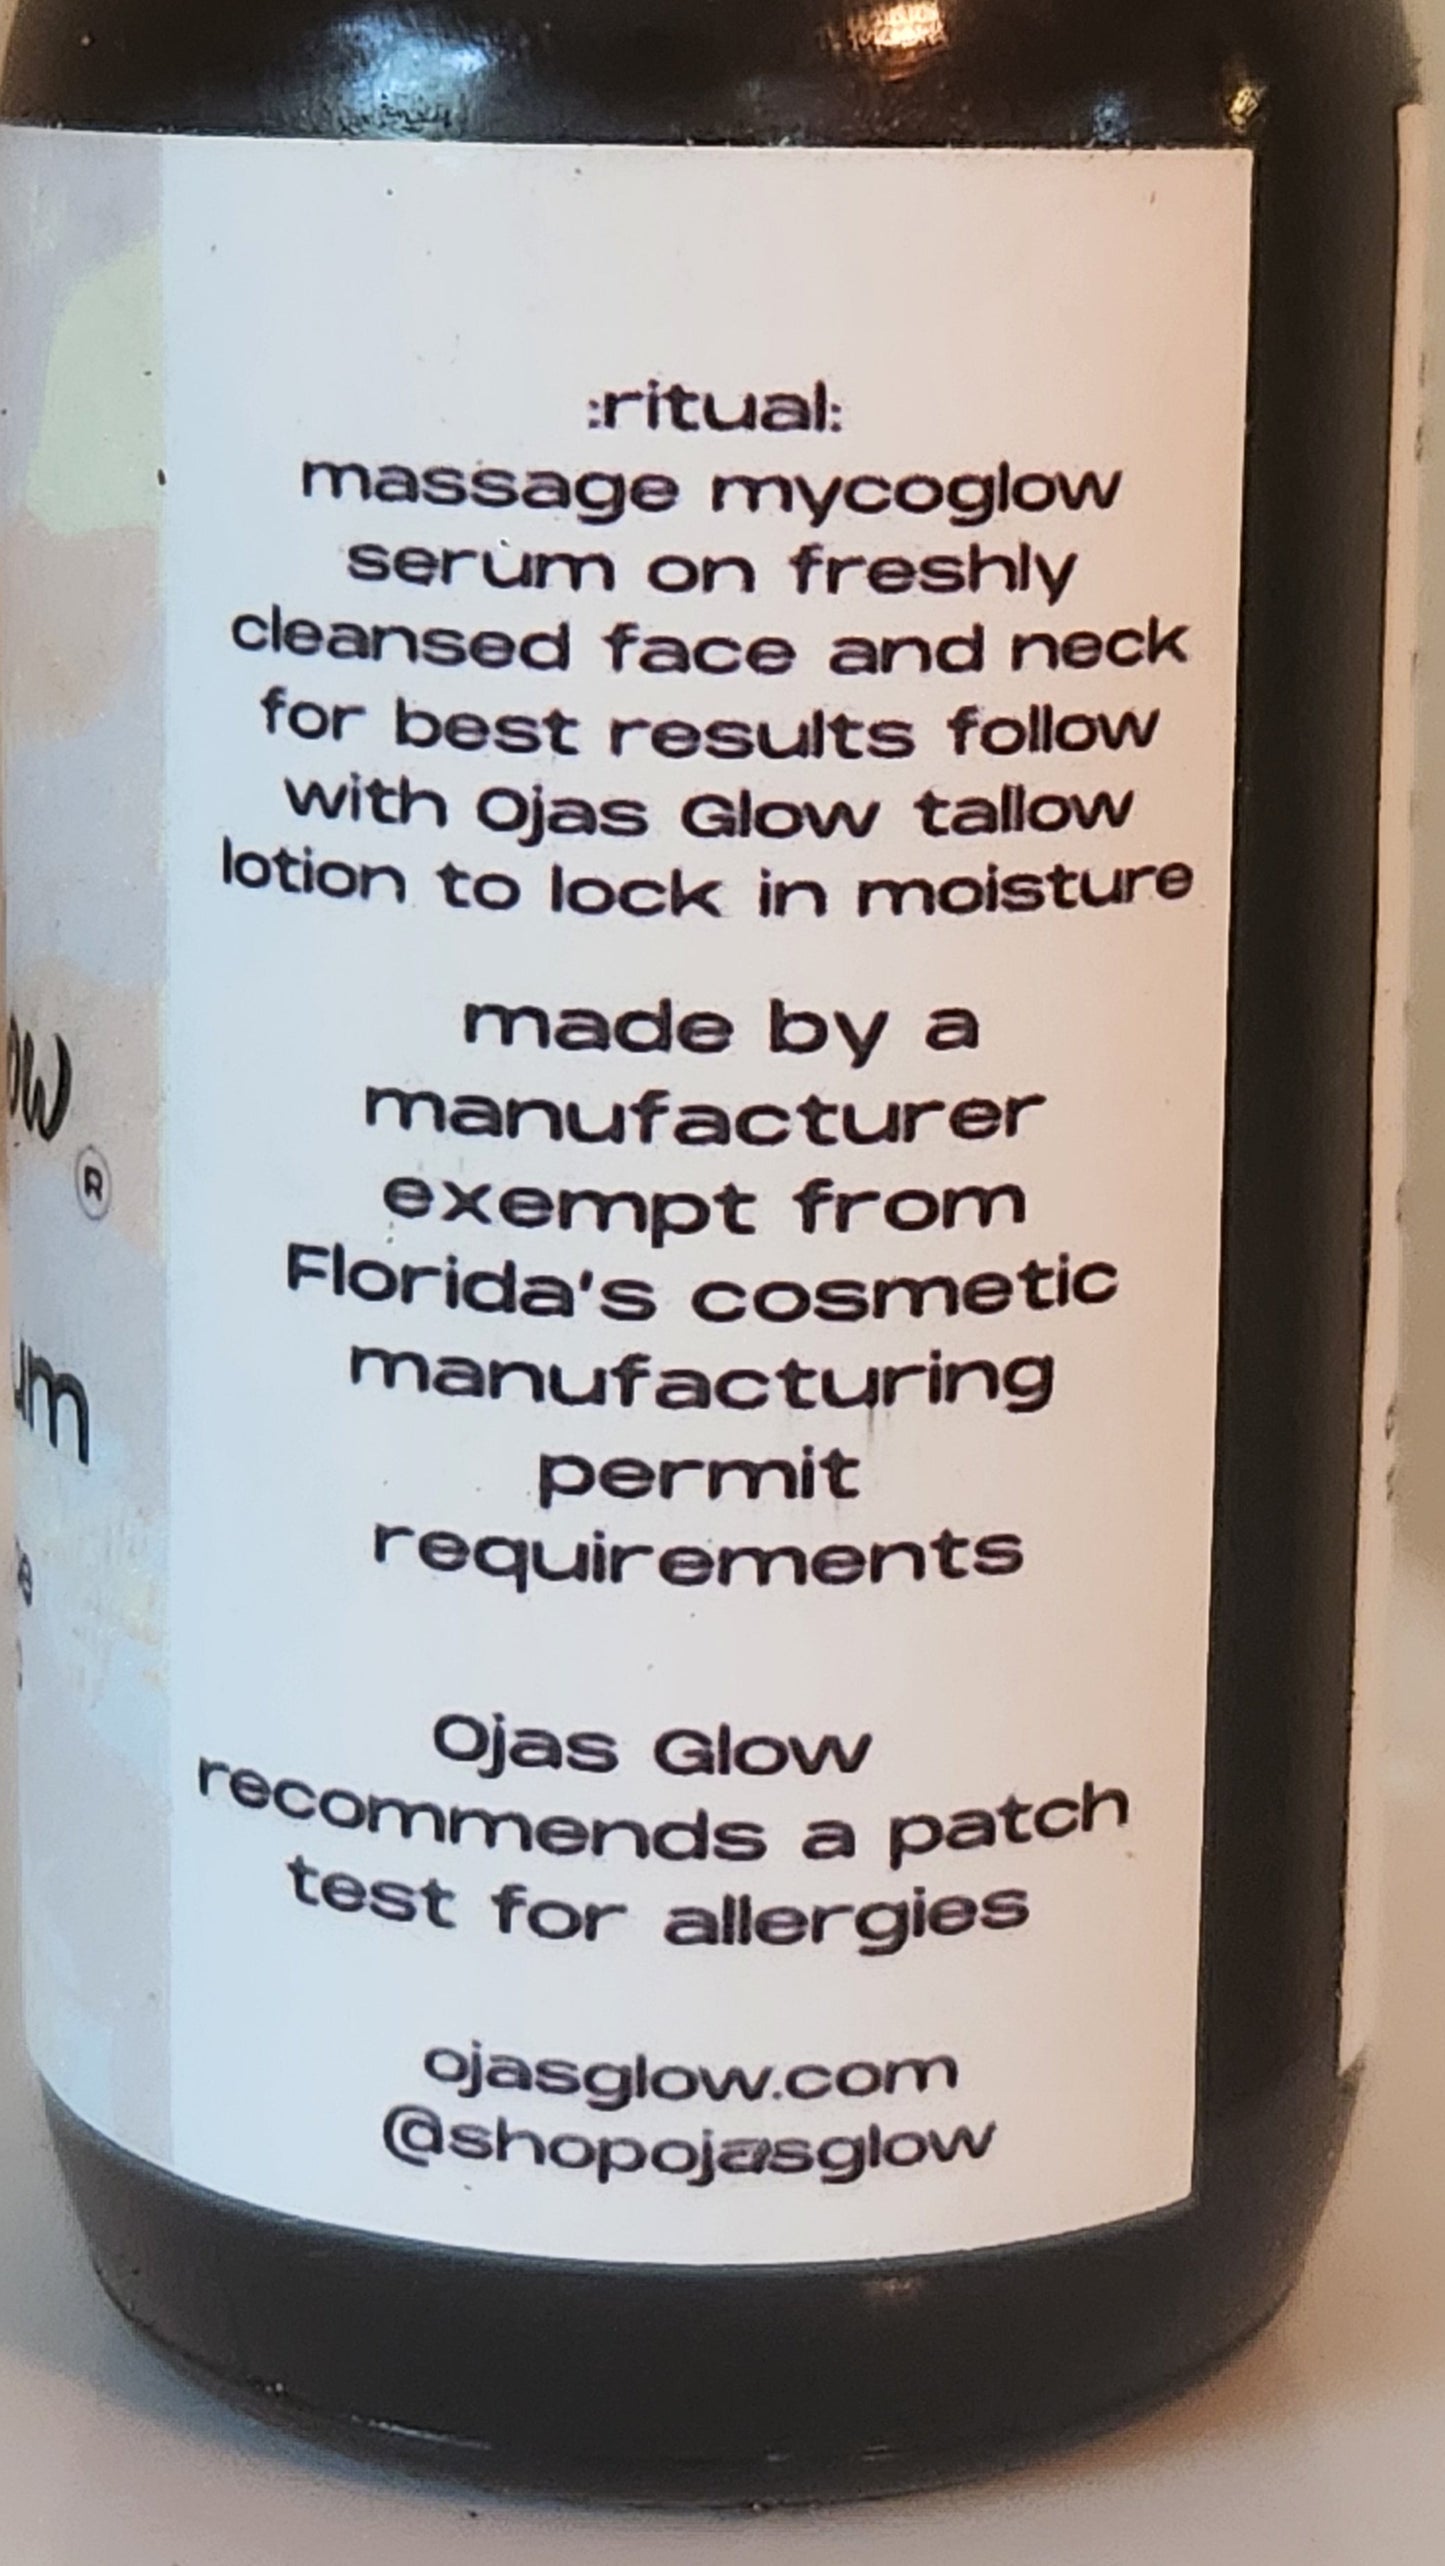 :ritual:
massage mycoglow
serum on freshly
cleansed face and neck
for best results follow
with Ojas Glow tallow
lotion to lock in moisture
made by a
manufacturer
exempt from
Florida's cosmetic
manufacturing
permit
requirements
Ojas Glow
recommends a patch
test for allergies
ojasglow.com
@shopojasglow